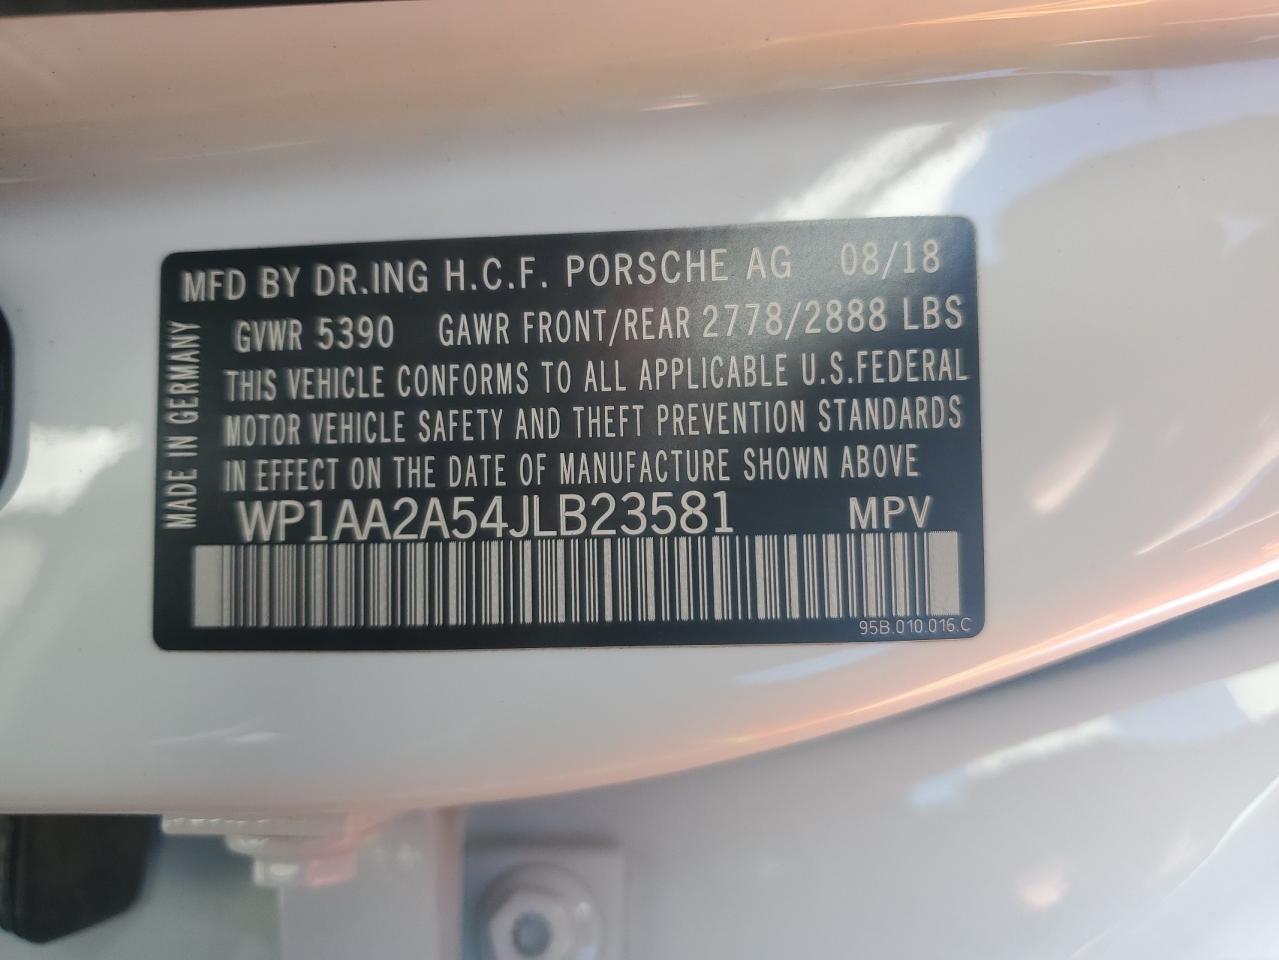 MFD BY DR.ING H.C.F. PORSCHE AG 08/18
GVWR 5390 GAWR FRONT/REAR 2778/2888 LBS
THIS VEHICLE CONFORMS TO ALL APPLICABLE U.S.FEDERAL
MOTOR VEHICLE SAFETY AND THEFT PREVENTION STANDARDS
IN EFFECT ON THE DATE OF MANUFACTURE SHOWN ABOVE
WP1AA2A54JLB23581 MPV
95B.010.016.C
MADE IN GERMANY